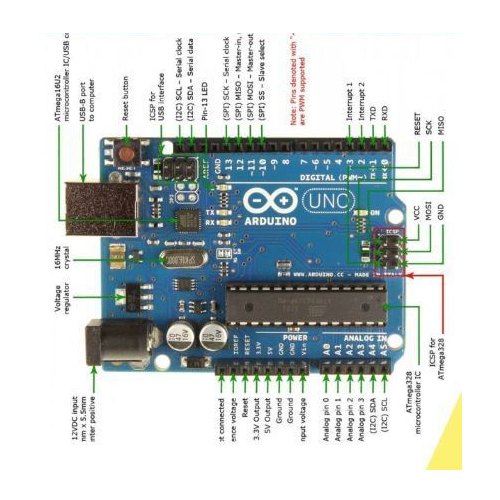 ATmega16U2
microcontroller IC/USB c
USB-B port
to computer
Reset button
ICSP for
USB interface
(I2C) SCL – Serial clock
(I2C) SDA – Serial data
Pin-13 LED
(SPI) SCK – Serial clock
(SPI) MISO – Master-in,
(SPI) MOSI – Master-out
(SPI) SS – Slave select
Note: Pins denoted with "~
are PWM supported
Interrupt 1
Interrupt 2
TXD
RXD
RESET
SCK
MISO
RESET
AREF
GND
13
12
~11
~10
~9
8
7
~6
~5
4
~3
2
TX→1
RX←0
DIGITAL (PWM~)
TX
RX
ARDUINO
UNO
ON
ICSP
VCC
MOSI
GND
16MHz
crystal
Voltage
regulator
WWW.ARDUINO.CC - MADE
POWER
ANALOG IN
IOREF
RESET
3.3V
5V
GND
GND
Vin
A0
A1
A2
A3
A4
A5
ICSP for
ATmega328
ATmega328
microcontroller IC
12VDC input
mm x 5.5mm
nter positive
ot connected
ence voltage
Reset
3.3V Output
5V Output
Ground
Ground
nput voltage
Analog pin 0
Analog pin 1
Analog pin 2
Analog pin 3
(I2C) SDA
(I2C) SCL